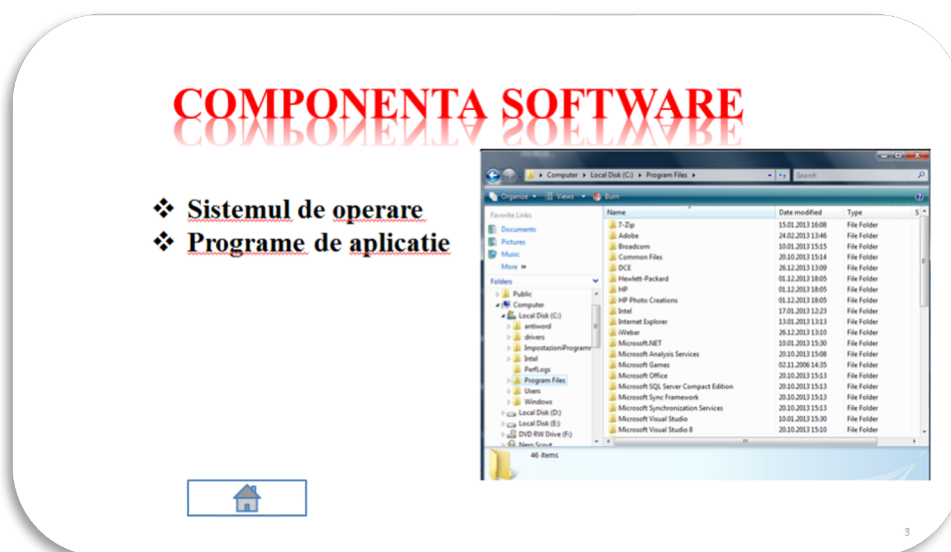 COMPONENTA SOFTWARE
❖ Sistemul de operare
❖ Programe de aplicatie
Computer ▸ Local Disk (C:) ▸ Program Files ▸
Search
Organize Views Burn
Favorite Links
Documents
Pictures
Music
More »
Folders
Public
Computer
Local Disk (C:)
antiword
drivers
ImpostazioniProgramm
Intel
PerfLogs
Program Files
Users
Windows
Local Disk (D:)
Local Disk (E:)
DVD RW Drive (F:)
Nero Scout
Name Date modified Type S
7-Zip 15.01.2013 16:08 File Folder
Adobe 24.02.2013 13:46 File Folder
Broadcom 10.01.2013 15:15 File Folder
Common Files 20.10.2013 15:14 File Folder
DCE 26.12.2013 13:09 File Folder
Hewlett-Packard 01.12.2013 18:05 File Folder
HP 01.12.2013 18:05 File Folder
HP Photo Creations 01.12.2013 18:05 File Folder
Intel 17.01.2013 12:23 File Folder
Internet Explorer 13.01.2013 13:13 File Folder
iWebar 26.12.2013 13:10 File Folder
Microsoft.NET 10.01.2013 15:30 File Folder
Microsoft Analysis Services 20.10.2013 15:08 File Folder
Microsoft Games 02.11.2006 14:35 File Folder
Microsoft Office 20.10.2013 15:13 File Folder
Microsoft SQL Server Compact Edition 20.10.2013 15:13 File Folder
Microsoft Sync Framework 20.10.2013 15:13 File Folder
Microsoft Synchronization Services 20.10.2013 15:13 File Folder
Microsoft Visual Studio 10.01.2013 15:30 File Folder
Microsoft Visual Studio 8 20.10.2013 15:10 File Folder
46 items
3